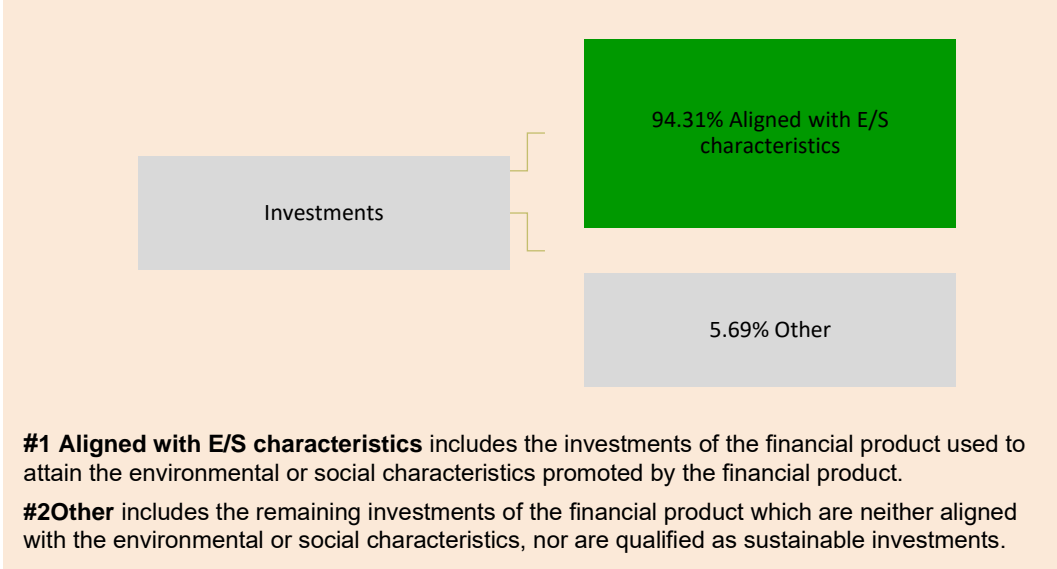 94.31% Aligned with E/S
characteristics
Investments
5.69% Other
#1 Aligned with E/S characteristics includes the investments of the financial product used to
attain the environmental or social characteristics promoted by the financial product.
#2Other includes the remaining investments of the financial product which are neither aligned
with the environmental or social characteristics, nor are qualified as sustainable investments.